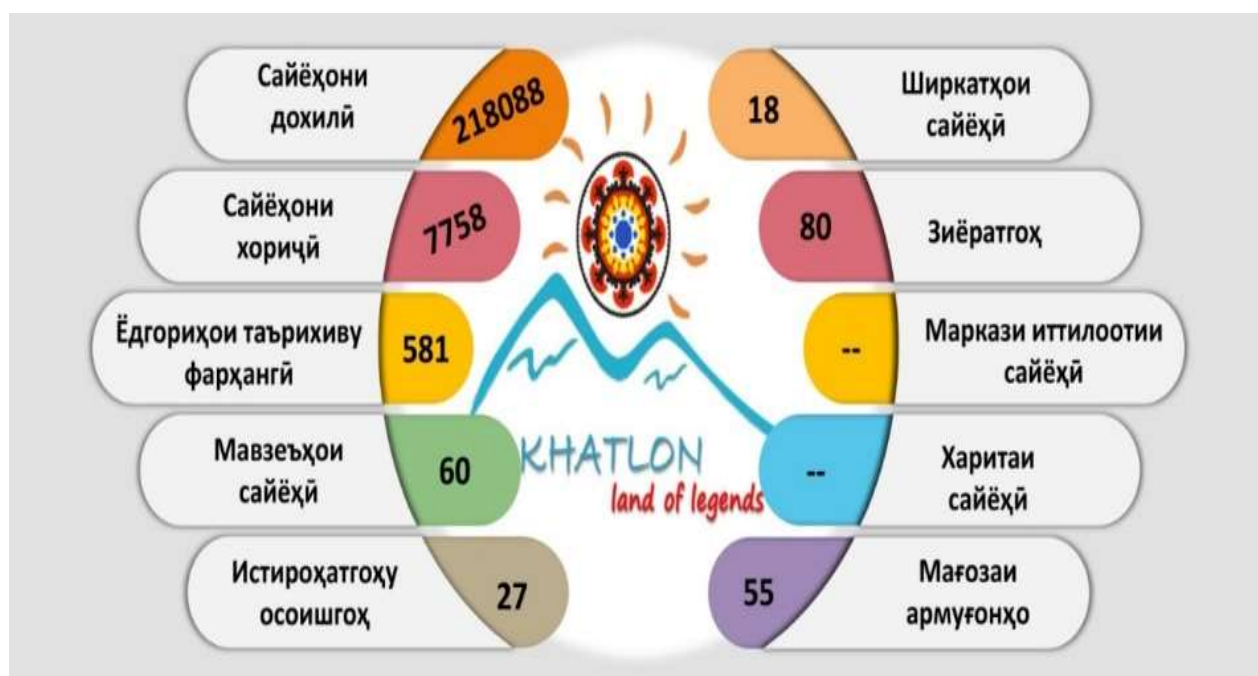 Сайёҳони
дохилӣ
218088
Сайёҳони
хориҷӣ
7758
Ёдгориҳои таърихиву
фарҳангӣ
581
Мавзеъҳои
сайёҳӣ
60
Истироҳатгоҳу
осоишгоҳ
27
KHATLON
land of legends
18
Ширкатҳои
сайёҳӣ
80
Зиёратгоҳ
--
Маркази иттилоотии
сайёҳӣ
--
Харитаи
сайёҳӣ
55
Мағозаи
армуғонҳо